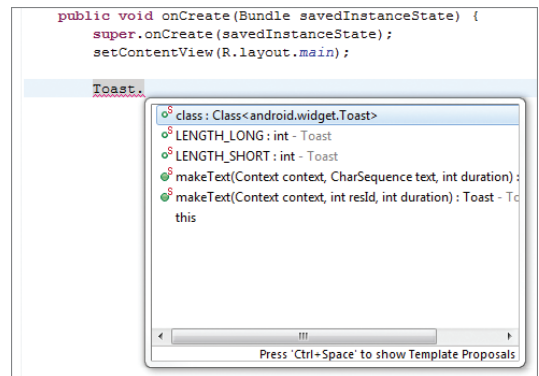 public void onCreate(Bundle savedInstanceState) {
super.onCreate(savedInstanceState);
setContentView(R.layout.main);
Toast.
class : Class<android.widget.Toast>
LENGTH_LONG : int - Toast
LENGTH_SHORT : int - Toast
makeText(Context context, CharSequence text, int duration) :
makeText(Context context, int resId, int duration) : Toast - To
this
Press 'Ctrl+Space' to show Template Proposals